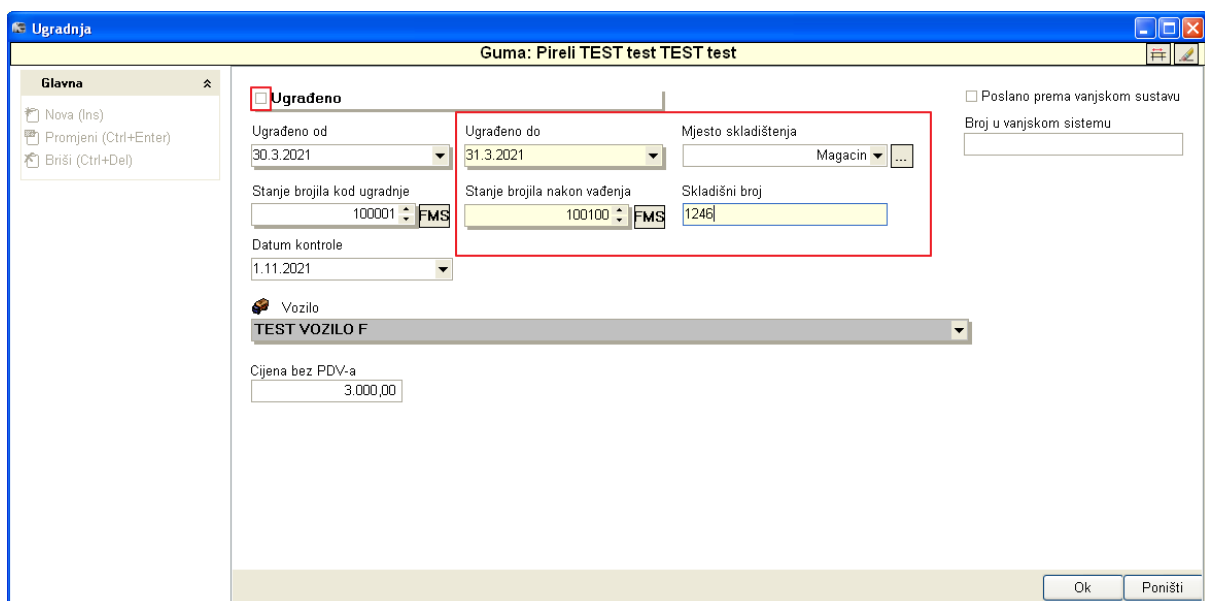 Ugradnja
Guma: Pireli TEST test TEST test
Glavna
Nova (Ins)
Promjeni (Ctrl+Enter)
Briši (Ctrl+Del)
Ugrađeno
Poslano prema vanjskom sustavu
Ugrađeno od
Ugrađeno do
Mjesto skladištenja
Broj u vanjskom sistemu
30.3.2021
31.3.2021
Magacin
...
Stanje brojila kod ugradnje
Stanje brojila nakon vađenja
Skladišni broj
100001
FMS
100100
FMS
1246
Datum kontrole
1.11.2021
Vozilo
TEST VOZILO F
Cijena bez PDV-a
3.000,00
Ok
Poništi